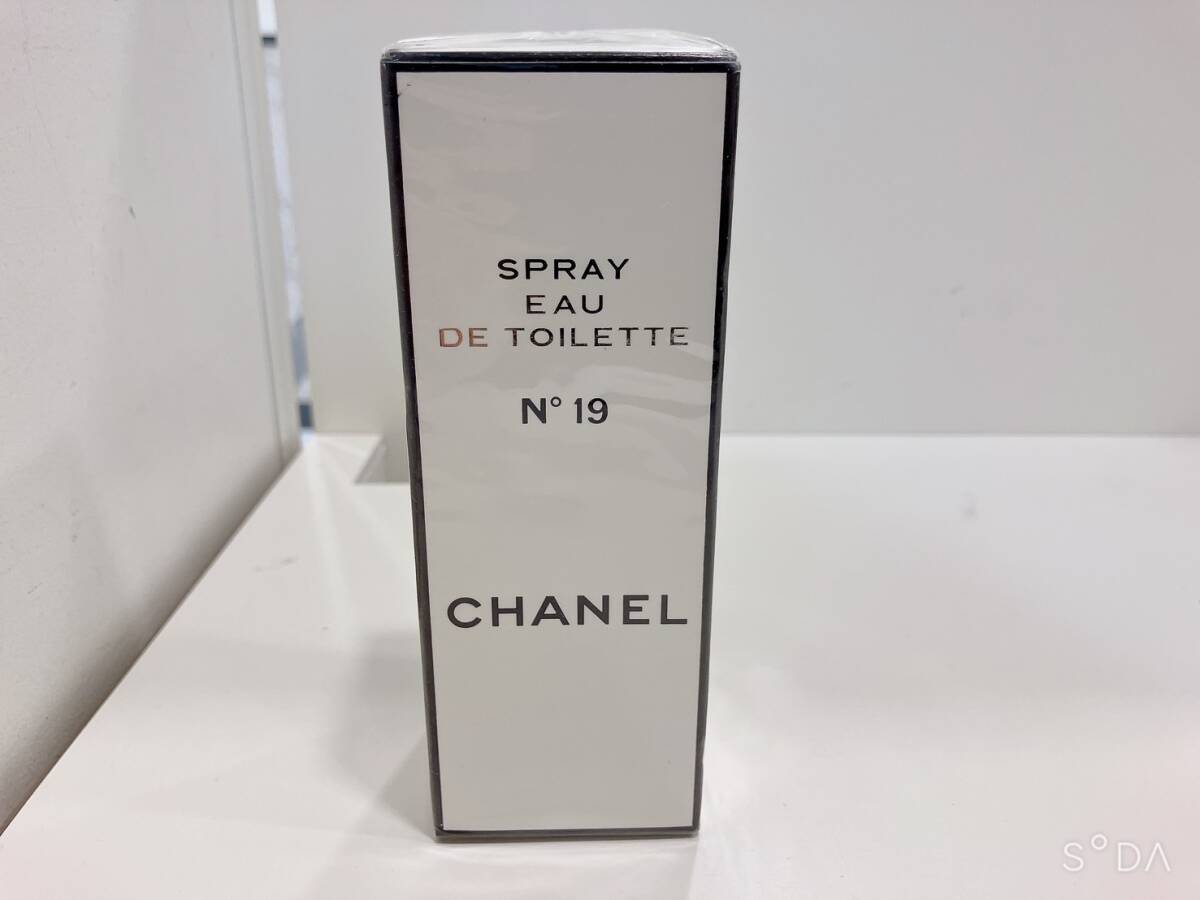 SPRAY
EAU
DE TOILETTE
N° 19
CHANEL
S°DA